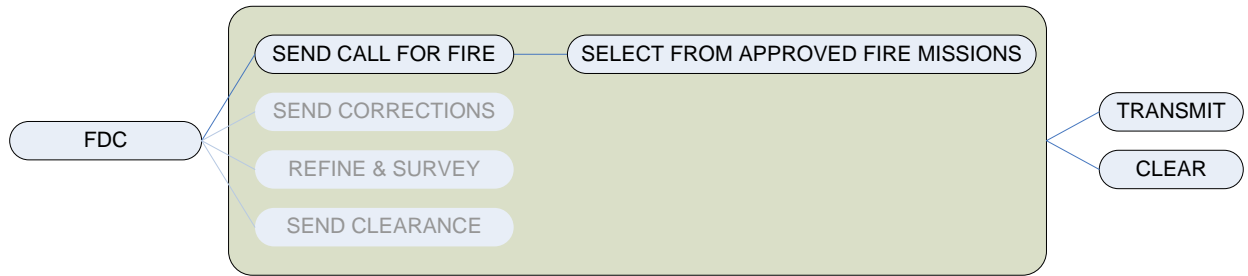 SEND CALL FOR FIRE
SELECT FROM APPROVED FIRE MISSIONS
SEND CORRECTIONS
TRANSMIT
FDC
REFINE & SURVEY
CLEAR
SEND CLEARANCE